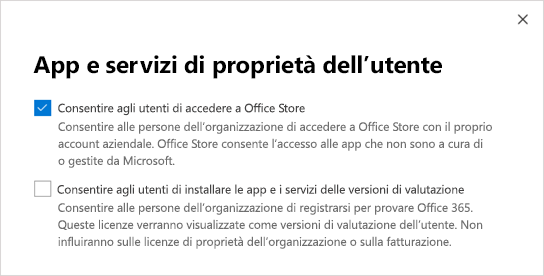 App e servizi di proprietà dell'utente
Consentire agli utenti di accedere a Office Store
Consentire alle persone dell'organizzazione di accedere a Office Store con il proprio
account aziendale. Office Store consente l'accesso alle app che non sono a cura di
o gestite da Microsoft.
Consentire agli utenti di installare le app e i servizi delle versioni di valutazione
Consentire alle persone dell'organizzazione di registrarsi per provare Office 365.
Queste licenze verranno visualizzate come versioni di valutazione dell'utente. Non
influiranno sulle licenze di proprietà dell'organizzazione o sulla fatturazione.